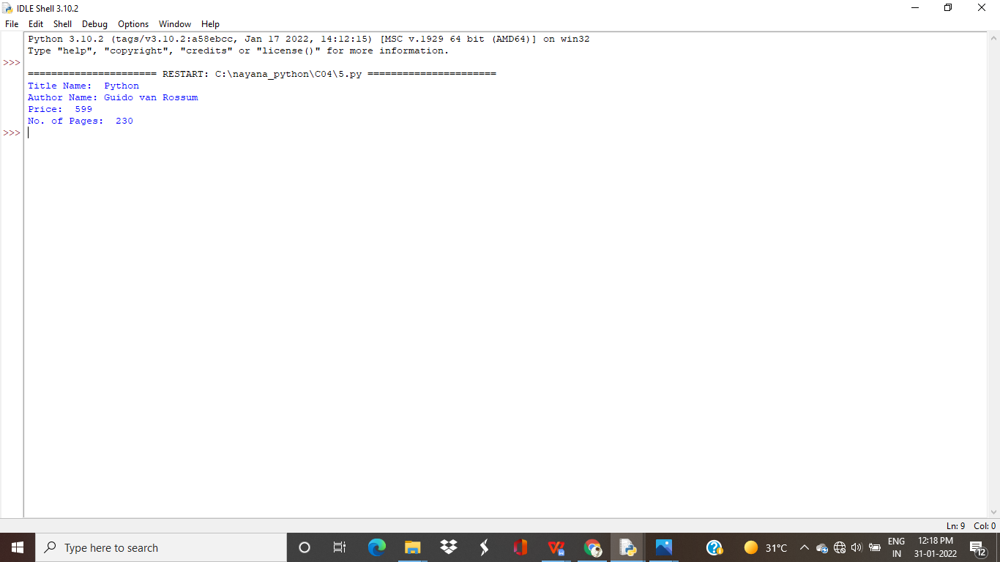 IDLE Shell 3.10.2
File Edit Shell Debug Options Window Help
Python 3.10.2 (tags/v3.10.2:a58ebcc, Jan 17 2022, 14:12:15) [MSC v.1929 64 bit (AMD64)] on win32
Type "help", "copyright", "credits" or "license()" for more information.
>>>
====================== RESTART: C:\nayana_python\C04\5.py ======================
Title Name:  Python
Author Name: Guido van Rossum
Price:  599
No. of Pages:  230
>>>
Ln: 9 Col: 0
Type here to search
31°C
ENG
IN
12:18 PM
31-01-2022
12